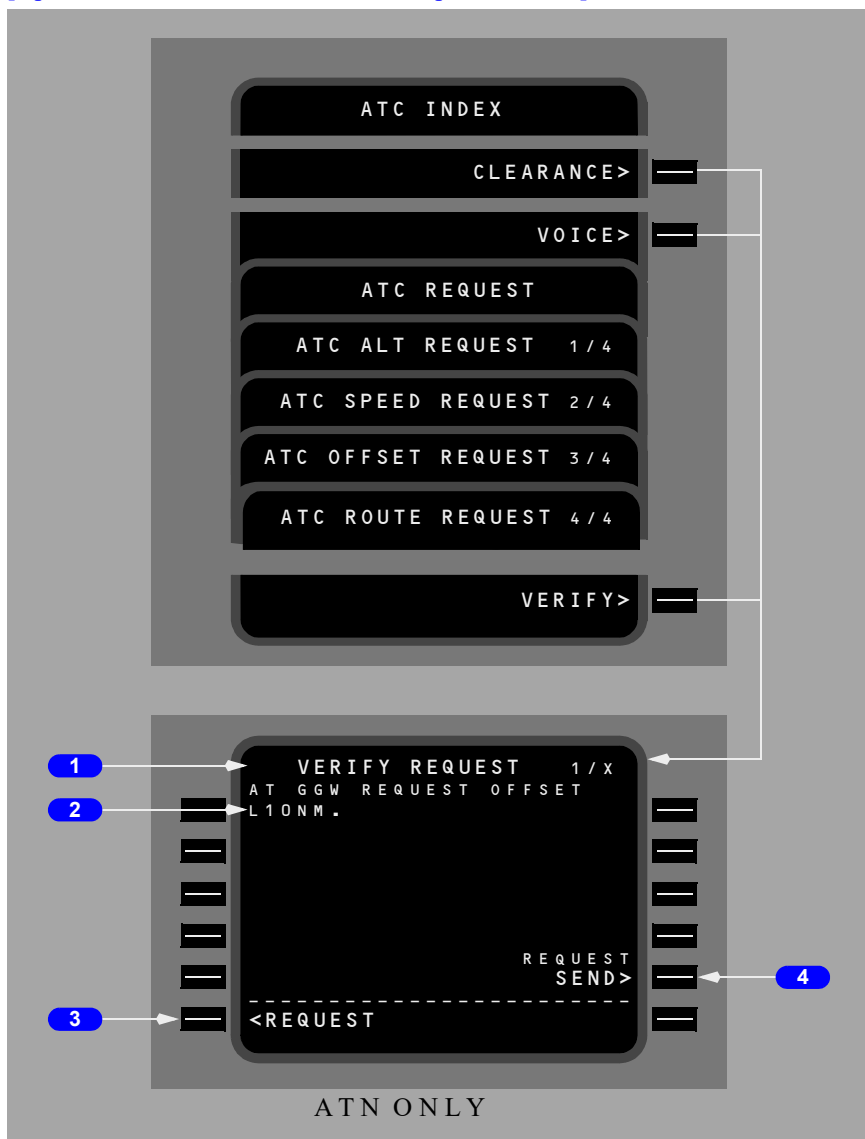 ATC INDEX
CLEARANCE>
VOICE>
ATC REQUEST
ATC ALT REQUEST 1/4
ATC SPEED REQUEST 2/4
ATC OFFSET REQUEST 3/4
ATC ROUTE REQUEST 4/4
VERIFY>
1
VERIFY REQUEST 1/X
AT GGW REQUEST OFFSET
2
L10NM.
REQUEST
SEND>
4
------------------------
3
<REQUEST
ATN ONLY